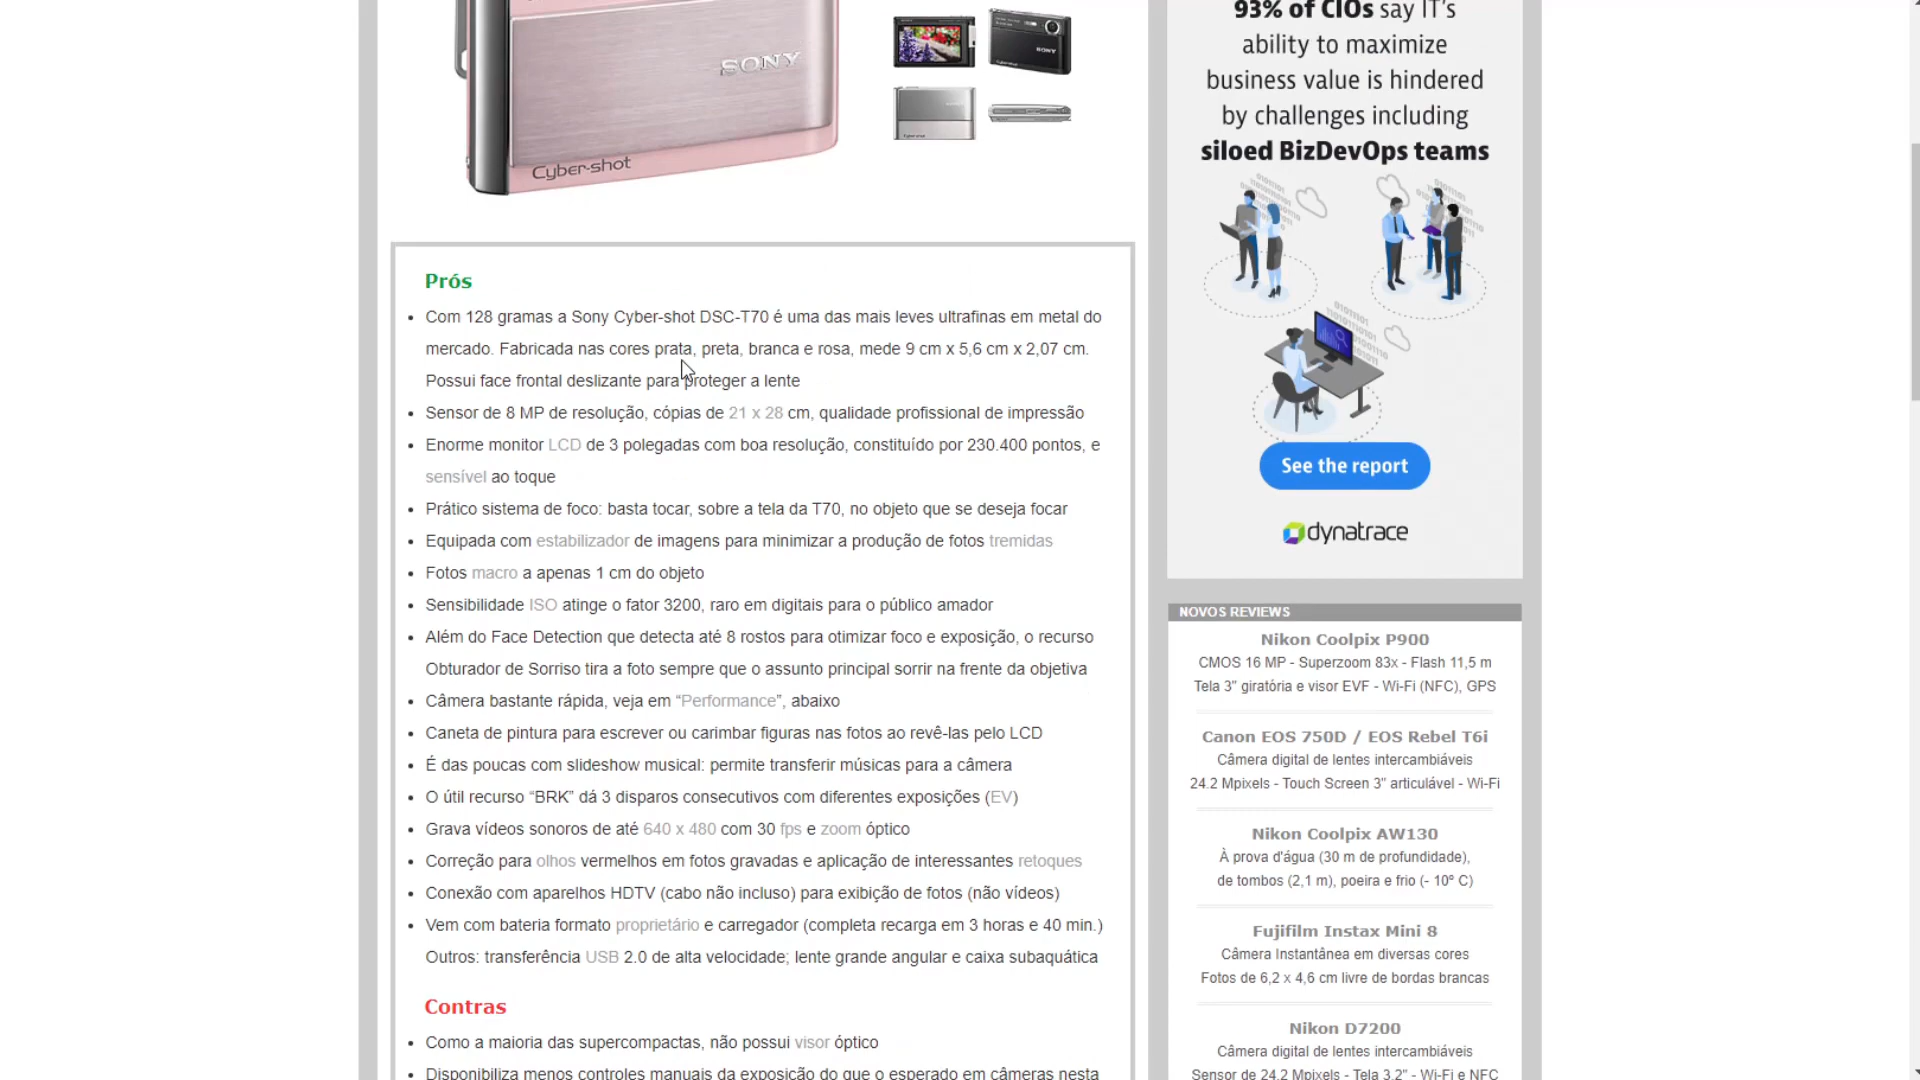 SONY
Cyber-shot
SONY
Prós
Com 128 gramas a Sony Cyber-shot DSC-T70 é uma das mais leves ultrafinas em metal do
mercado. Fabricada nas cores prata, preta, branca e rosa, mede 9 cm x 5,6 cm x 2,07 cm.
Possui face frontal deslizante para proteger a lente
Sensor de 8 MP de resolução, cópias de 21 x 28 cm, qualidade profissional de impressão
Enorme monitor LCD de 3 polegadas com boa resolução, constituído por 230.400 pontos, e
sensível ao toque
Prático sistema de foco: basta tocar, sobre a tela da T70, no objeto que se deseja focar
Equipada com estabilizador de imagens para minimizar a produção de fotos tremidas
Fotos macro a apenas 1 cm do objeto
Sensibilidade ISO atinge o fator 3200, raro em digitais para o público amador
Além do Face Detection que detecta até 8 rostos para otimizar foco e exposição, o recurso
Obturador de Sorriso tira a foto sempre que o assunto principal sorrir na frente da objetiva
Câmera bastante rápida, veja em “Performance”, abaixo
Caneta de pintura para escrever ou carimbar figuras nas fotos ao revê-las pelo LCD
É das poucas com slideshow musical: permite transferir músicas para a câmera
O útil recurso “BRK” dá 3 disparos consecutivos com diferentes exposições (EV)
Grava vídeos sonoros de até 640 x 480 com 30 fps e zoom óptico
Correção para olhos vermelhos em fotos gravadas e aplicação de interessantes retoques
Conexão com aparelhos HDTV (cabo não incluso) para exibição de fotos (não vídeos)
Vem com bateria formato proprietário e carregador (completa recarga em 3 horas e 40 min.)
Outros: transferência USB 2.0 de alta velocidade; lente grande angular e caixa subaquática
Contras
Como a maioria das supercompactas, não possui visor óptico
Disponibiliza menos controles manuais da exposição do que o esperado em câmeras nesta
93% of CIOs say IT’s
ability to maximize
business value is hindered
by challenges including
siloed BizDevOps teams
See the report
dynatrace
NOVOS REVIEWS
Nikon Coolpix P900
CMOS 16 MP - Superzoom 83x - Flash 11,5 m
Tela 3" giratória e visor EVF - Wi-Fi (NFC), GPS
Canon EOS 750D / EOS Rebel T6i
Câmera digital de lentes intercambiáveis
24.2 Mpixels - Touch Screen 3" articulável - Wi-Fi
Nikon Coolpix AW130
À prova d'água (30 m de profundidade),
de tombos (2,1 m), poeira e frio (- 10º C)
Fujifilm Instax Mini 8
Câmera Instantânea em diversas cores
Fotos de 6,2 x 4,6 cm livre de bordas brancas
Nikon D7200
Câmera digital de lentes intercambiáveis
Sensor de 24.2 Mpixels - Tela 3.2" - Wi-Fi e NFC